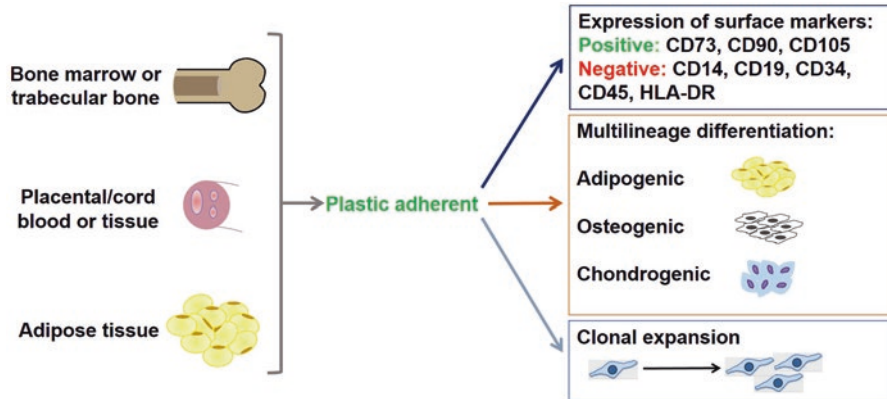 Bone marrow or
trabecular bone
Placental/cord
blood or tissue
Adipose tissue
Plastic adherent
Expression of surface markers:
Positive: CD73, CD90, CD105
Negative: CD14, CD19, CD34,
CD45, HLA-DR
Multilineage differentiation:
Adipogenic
Osteogenic
Chondrogenic
Clonal expansion